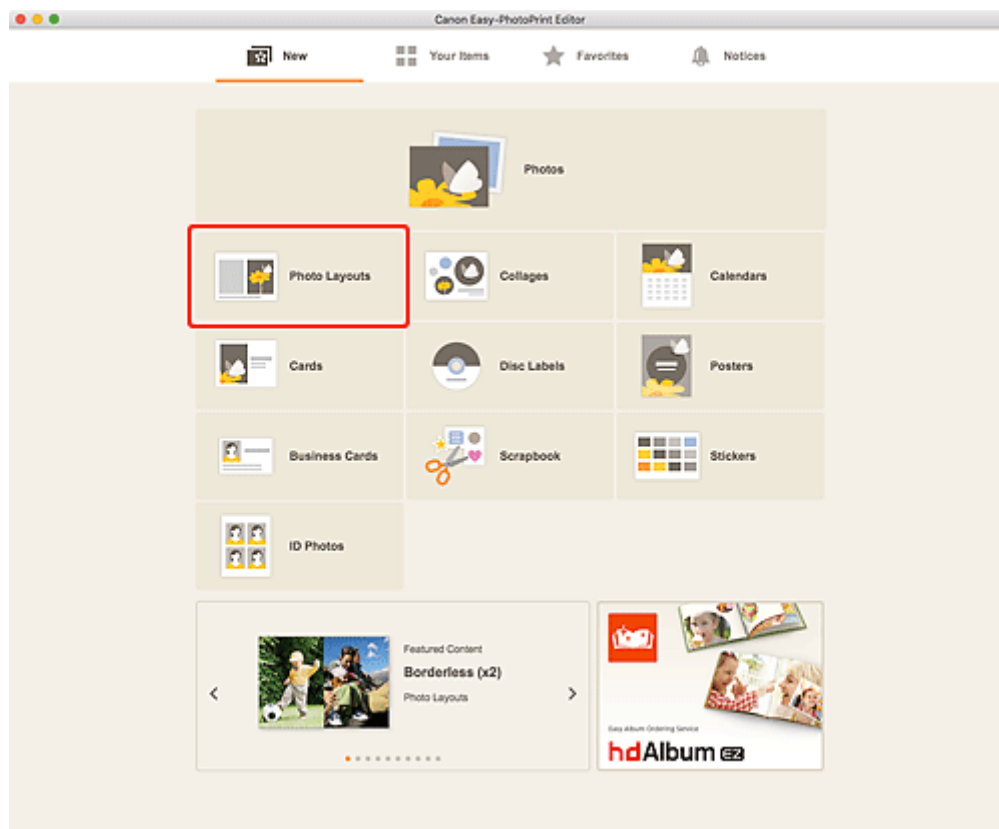 Canon Easy-PhotoPrint Editor
New
Your Items
Favorites
Notices
Photos
Photo Layouts
Collages
Calendars
Cards
Disc Labels
Posters
Business Cards
Scrapbook
Stickers
ID Photos
Featured Content
Borderless (x2)
Photo Layouts
Easy Album Ordering Service
hdAlbum EZ